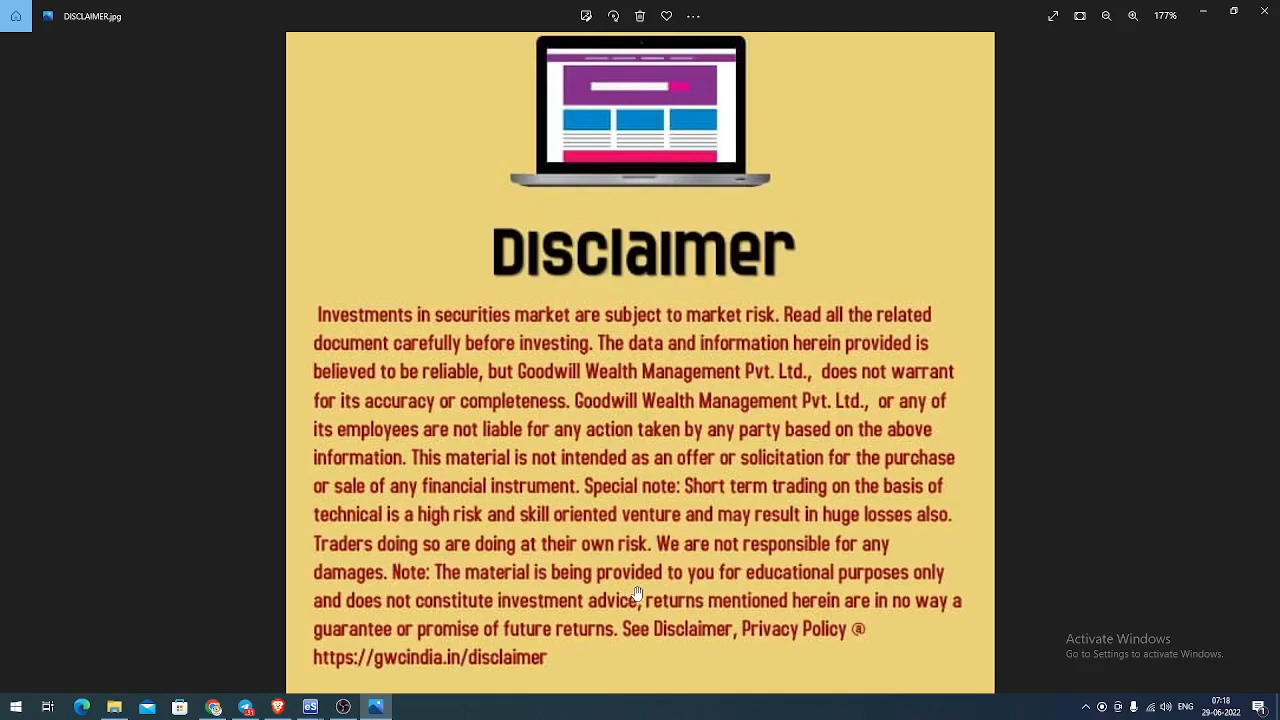 DISCLAIMER.jpg
177%
Disclaimer
Investments in securities market are subject to market risk. Read all the related
document carefully before investing. The data and information herein provided is
believed to be reliable, but Goodwill Wealth Management Pvt. Ltd., does not warrant
for its accuracy or completeness. Goodwill Wealth Management Pvt. Ltd., or any of
its employees are not liable for any action taken by any party based on the above
information. This material is not intended as an offer or solicitation for the purchase
or sale of any financial instrument. Special note: Short term trading on the basis of
technical is a high risk and skill oriented venture and may result in huge losses also.
Traders doing so are doing at their own risk. We are not responsible for any
damages. Note: The material is being provided to you for educational purposes only
and does not constitute investment advice, returns mentioned herein are in no way a
guarantee or promise of future returns. See Disclaimer, Privacy Policy @
https://gwcindia.in/disclaimer
Activate Windows
Go to Settings to activate Windows.
07:18
29-06-2022